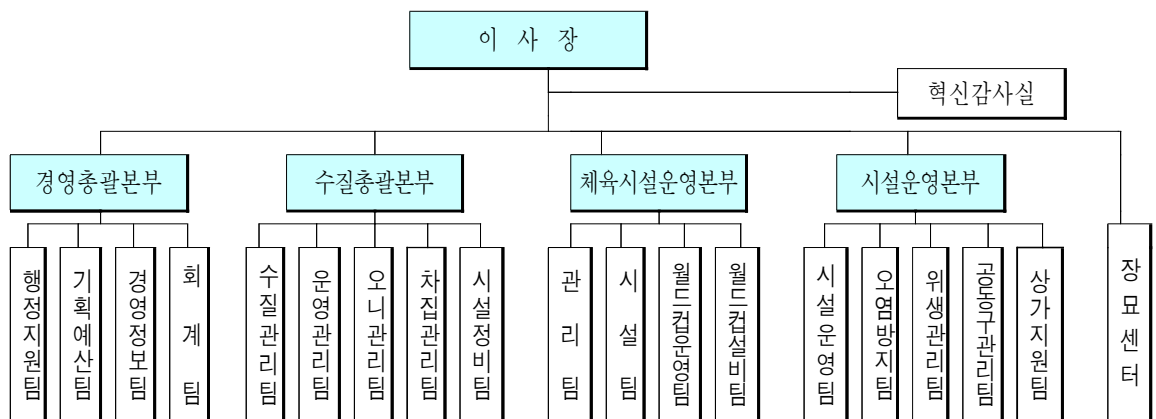 이 사 장
혁신감사실
경영총괄본부
수질총괄본부
체육시설운영본부
시설운영본부
행정지원팀
기획예산팀
경영정보팀
회 계 팀
수질관리팀
운영관리팀
오니관리팀
차집관리팀
시설정비팀
관 리 팀
시 설 팀
월드컵운영팀
월드컵설비팀
시설운영팀
오염방지팀
위생관리팀
공동구관리팀
상가지원팀
장묘센터